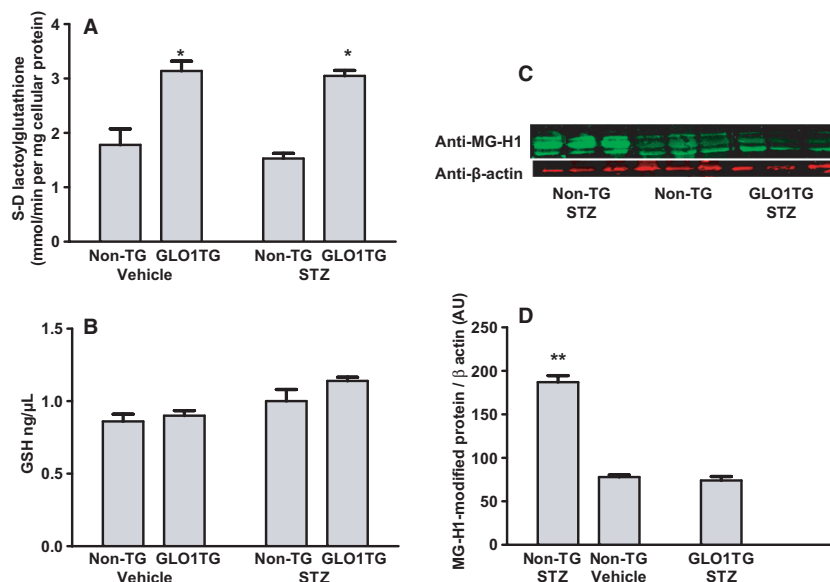 A
S-D lactoylglutathione
(mmol/min per mg cellular protein)
4
3
2
1
0
*
*
Non-TG GLO1TG
Non-TG GLO1TG
Vehicle
STZ
B
GSH ng/µL
1.5
1.0
0.5
0.0
Non-TG GLO1TG
Non-TG GLO1TG
Vehicle
STZ
C
Anti-MG-H1
Anti-β-actin
Non-TG
STZ
Non-TG
GLO1TG
STZ
D
MG-H1-modified protein / β actin (AU)
250
200
150
100
50
0
**
Non-TG
STZ
Non-TG
Vehicle
GLO1TG
STZ